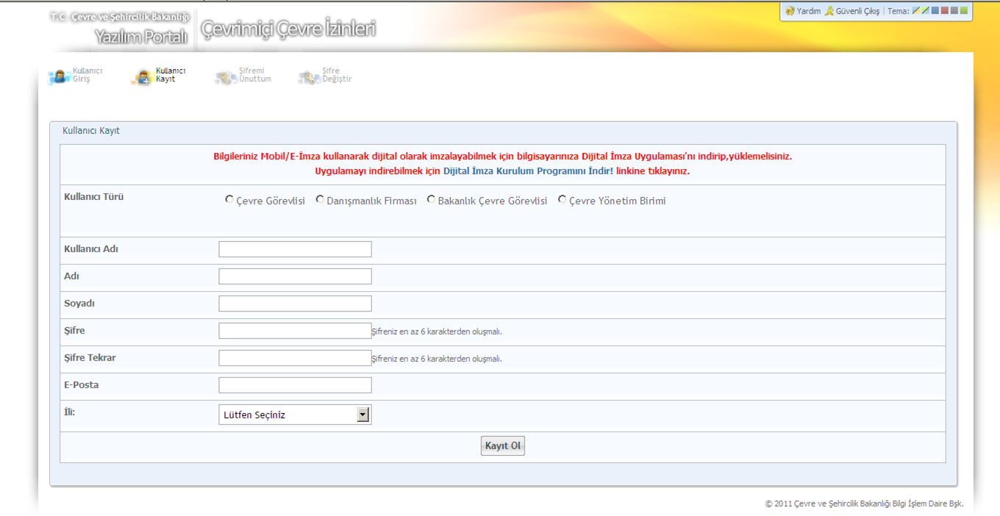 T.C. Çevre ve Şehircilik Bakanlığı
Yazılım Portalı
Çevrimiçi Çevre İzinleri
Yardım Güvenli Çıkış | Tema:
Kullanıcı
Giriş
Kullanıcı
Kayıt
Şifremi
Unuttum
Şifre
Değiştir
Kullanıcı Kayıt
Bilgileriniz Mobil/E-İmza kullanarak dijital olarak imzalayabilmek için bilgisayarınıza Dijital İmza Uygulaması'nı indirip,yüklemelisiniz.
Uygulamayı indirebilmek için Dijital İmza Kurulum Programını İndir! linkine tıklayınız.
Kullanıcı Türü
Çevre Görevlisi Danışmanlık Firması Bakanlık Çevre Görevlisi Çevre Yönetim Birimi
Kullanıcı Adı
Adı
Soyadı
Şifre Şifreniz en az 6 karakterden oluşmalı.
Şifre Tekrar Şifreniz en az 6 karakterden oluşmalı.
E-Posta
İli: Lütfen Seçiniz
Kayıt Ol
© 2011 Çevre ve Şehircilik Bakanlığı Bilgi İşlem Daire Bşk.